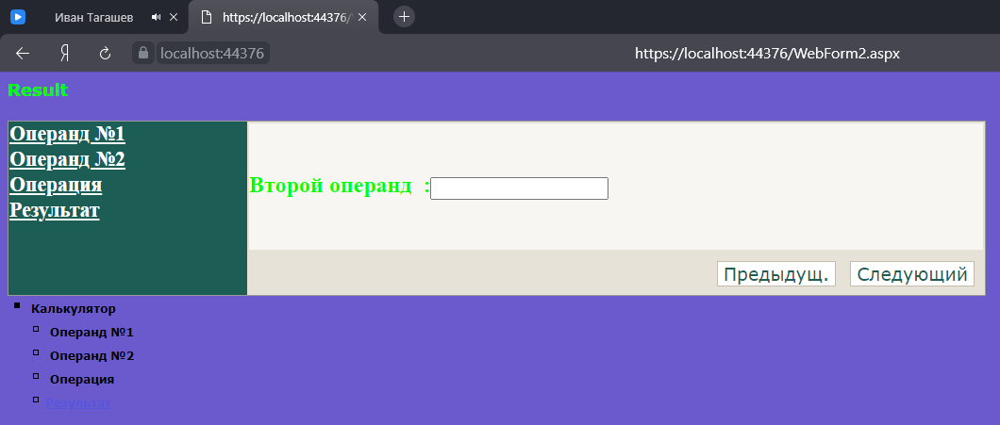 Иван Тагашев
https://localhost:44376/
localhost:44376
https://localhost:44376/WebForm2.aspx
Result
Операнд №1
Операнд №2
Операция
Результат
Второй операнд :
Предыдущ.
Следующий
Калькулятор
Операнд №1
Операнд №2
Операция
Результат